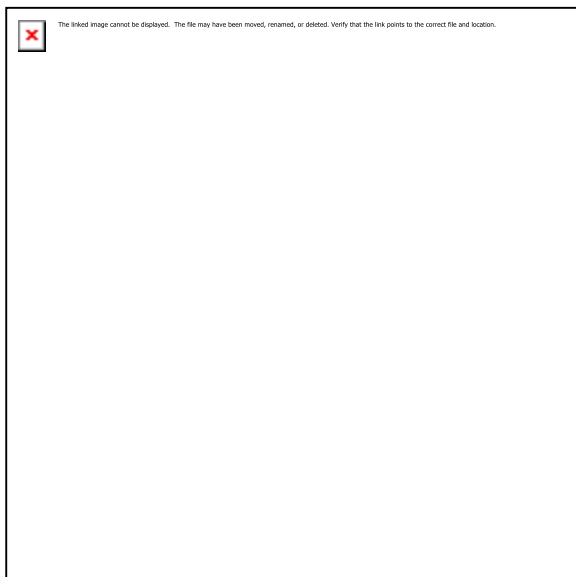 The linked image cannot be displayed.  The file may have been moved, renamed, or deleted. Verify that the link points to the correct file and location.